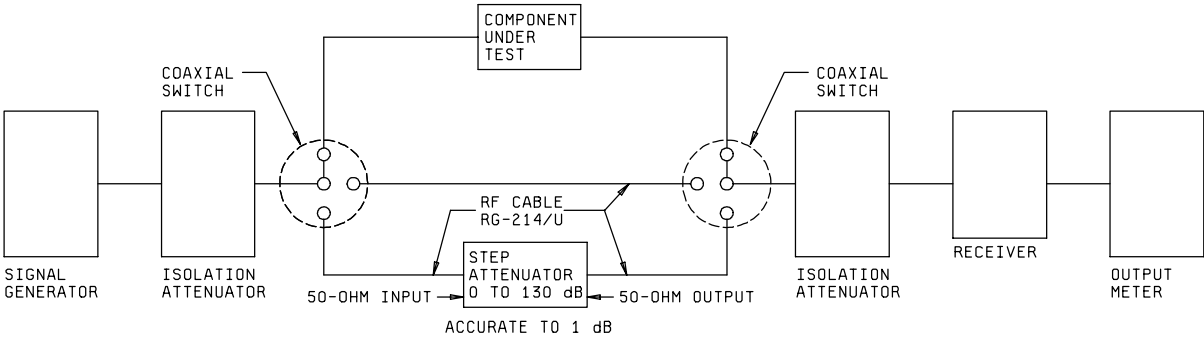 COMPONENT
UNDER
TEST
COAXIAL
SWITCH
COAXIAL
SWITCH
RF CABLE
RG-214/U
STEP
ATTENUATOR
0 TO 130 dB
50-OHM INPUT
50-OHM OUTPUT
ACCURATE TO 1 dB
SIGNAL
GENERATOR
ISOLATION
ATTENUATOR
ISOLATION
ATTENUATOR
RECEIVER
OUTPUT
METER